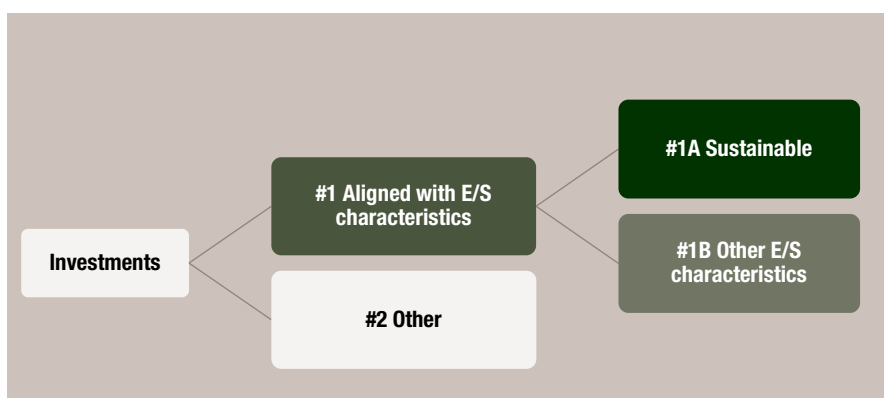 Investments
#1 Aligned with E/S
characteristics
#2 Other
#1A Sustainable
#1B Other E/S
characteristics